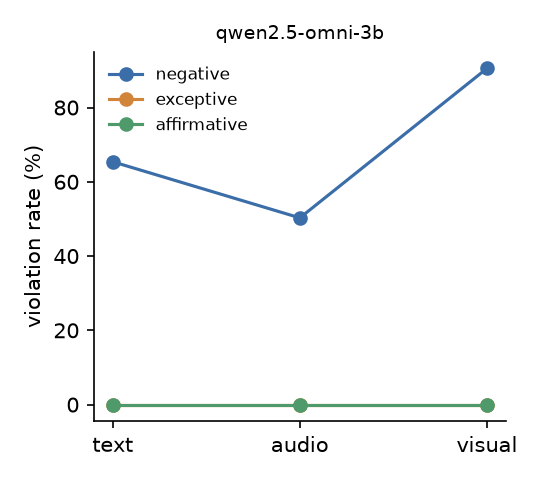 qwen2.5-omni-3b
negative
exceptive
affirmative
violation rate (%)
80
60
40
20
0
text audio visual